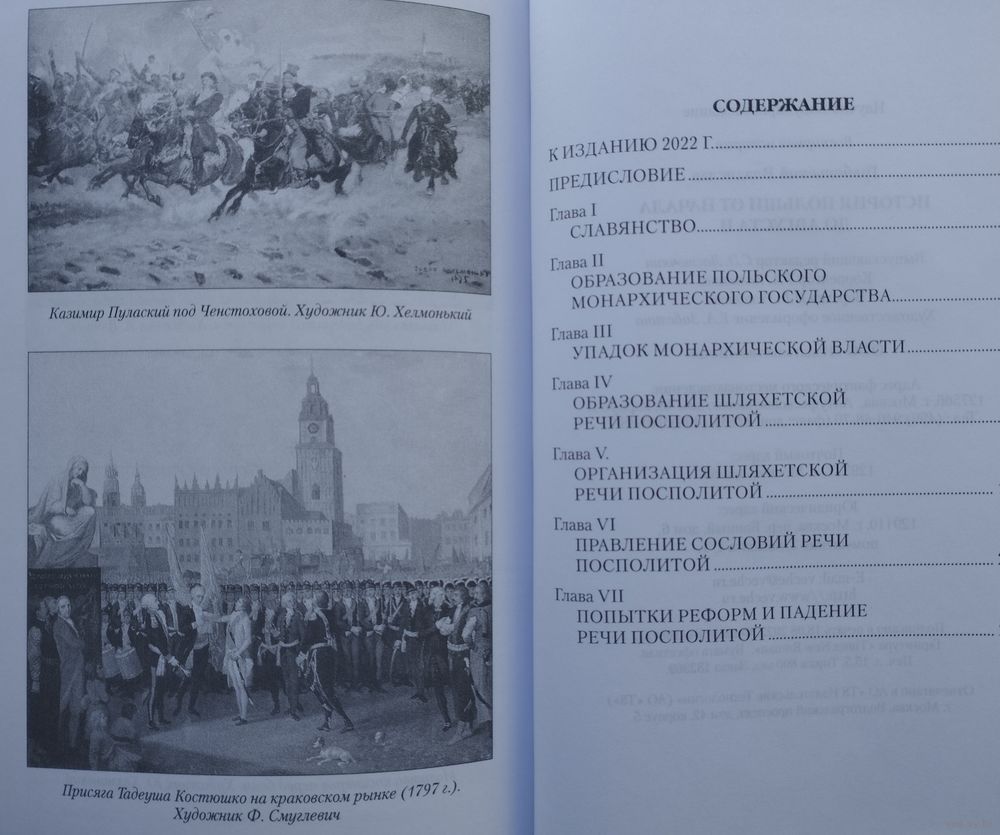 Казимир Пулаский под Ченстоховой. Художник Ю. Хелмонький
Присяга Тадеуша Костюшко на краковском рынке (1797 г.).
Художник Ф. Смуглевич
СОДЕРЖАНИЕ
К ИЗДАНИЮ 2022 Г.
ПРЕДИСЛОВИЕ
Глава I
СЛАВЯНСТВО
Глава II
ОБРАЗОВАНИЕ ПОЛЬСКОГО
МОНАРХИЧЕСКОГО ГОСУДАРСТВА
Глава III
УПАДОК МОНАРХИЧЕСКОЙ ВЛАСТИ
Глава IV
ОБРАЗОВАНИЕ ШЛЯХЕТСКОЙ
РЕЧИ ПОСПОЛИТОЙ
Глава V.
ОРГАНИЗАЦИЯ ШЛЯХЕТСКОЙ
РЕЧИ ПОСПОЛИТОЙ
Глава VI
ПРАВЛЕНИЕ СОСЛОВИЙ РЕЧИ
ПОСПОЛИТОЙ
Глава VII
ПОПЫТКИ РЕФОРМ И ПАДЕНИЕ
РЕЧИ ПОСПОЛИТОЙ